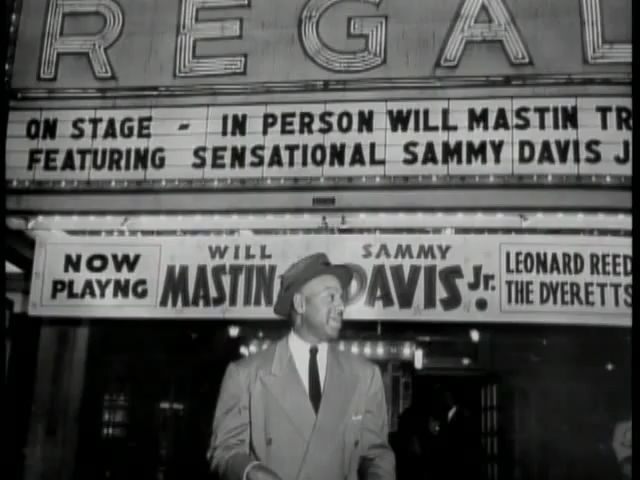 REGAL
ON STAGE - IN PERSON WILL MASTIN TR
FEATURING SENSATIONAL SAMMY DAVIS J
NOW
PLAYNG
WILL
MASTIN
SAMMY
DAVIS Jr.
LEONARD REED
THE DYERETTS